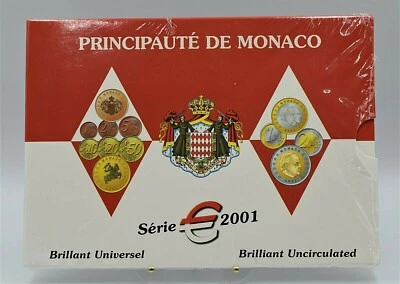 PRINCIPAUTÉ DE MONACO
Série € 2001
Brillant Universel
Brilliant Uncirculated